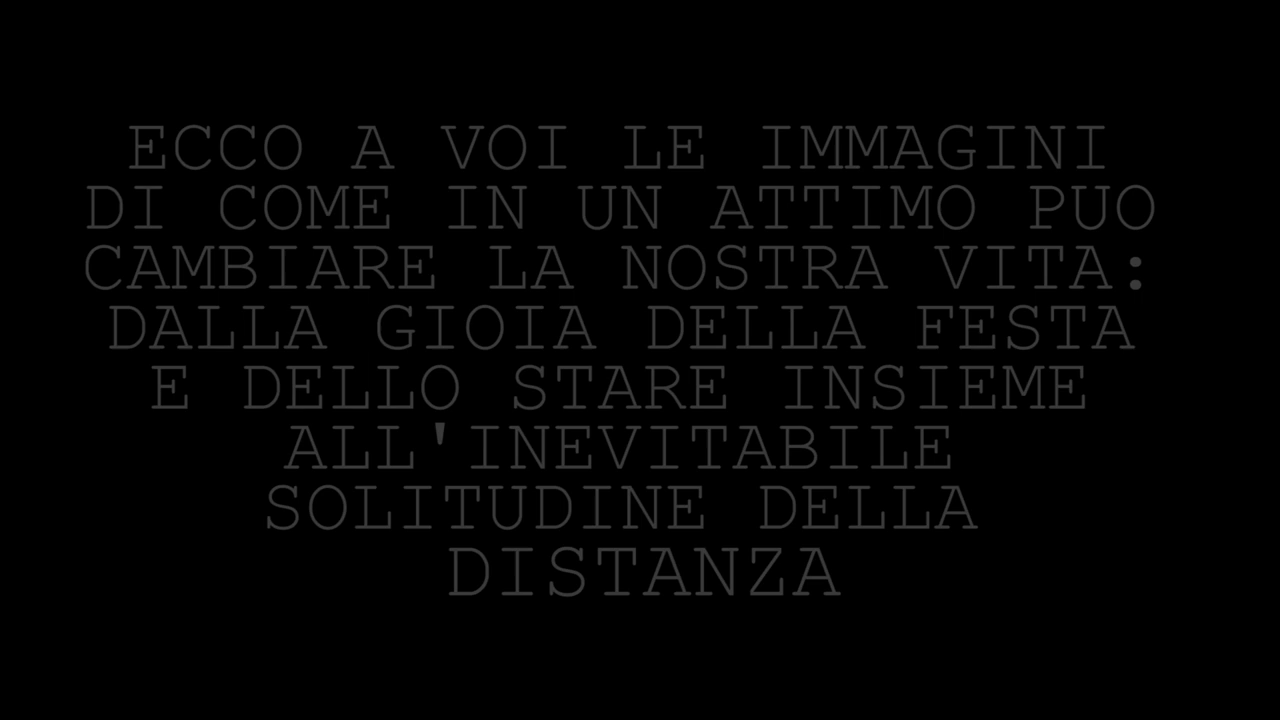 ECCO A VOI LE IMMAGINI
DI COME IN UN ATTIMO PUO
CAMBIARE LA NOSTRA VITA:
DALLA GIOIA DELLA FESTA
E DELLO STARE INSIEME
ALL'INEVITABILE
SOLITUDINE DELLA
DISTANZA